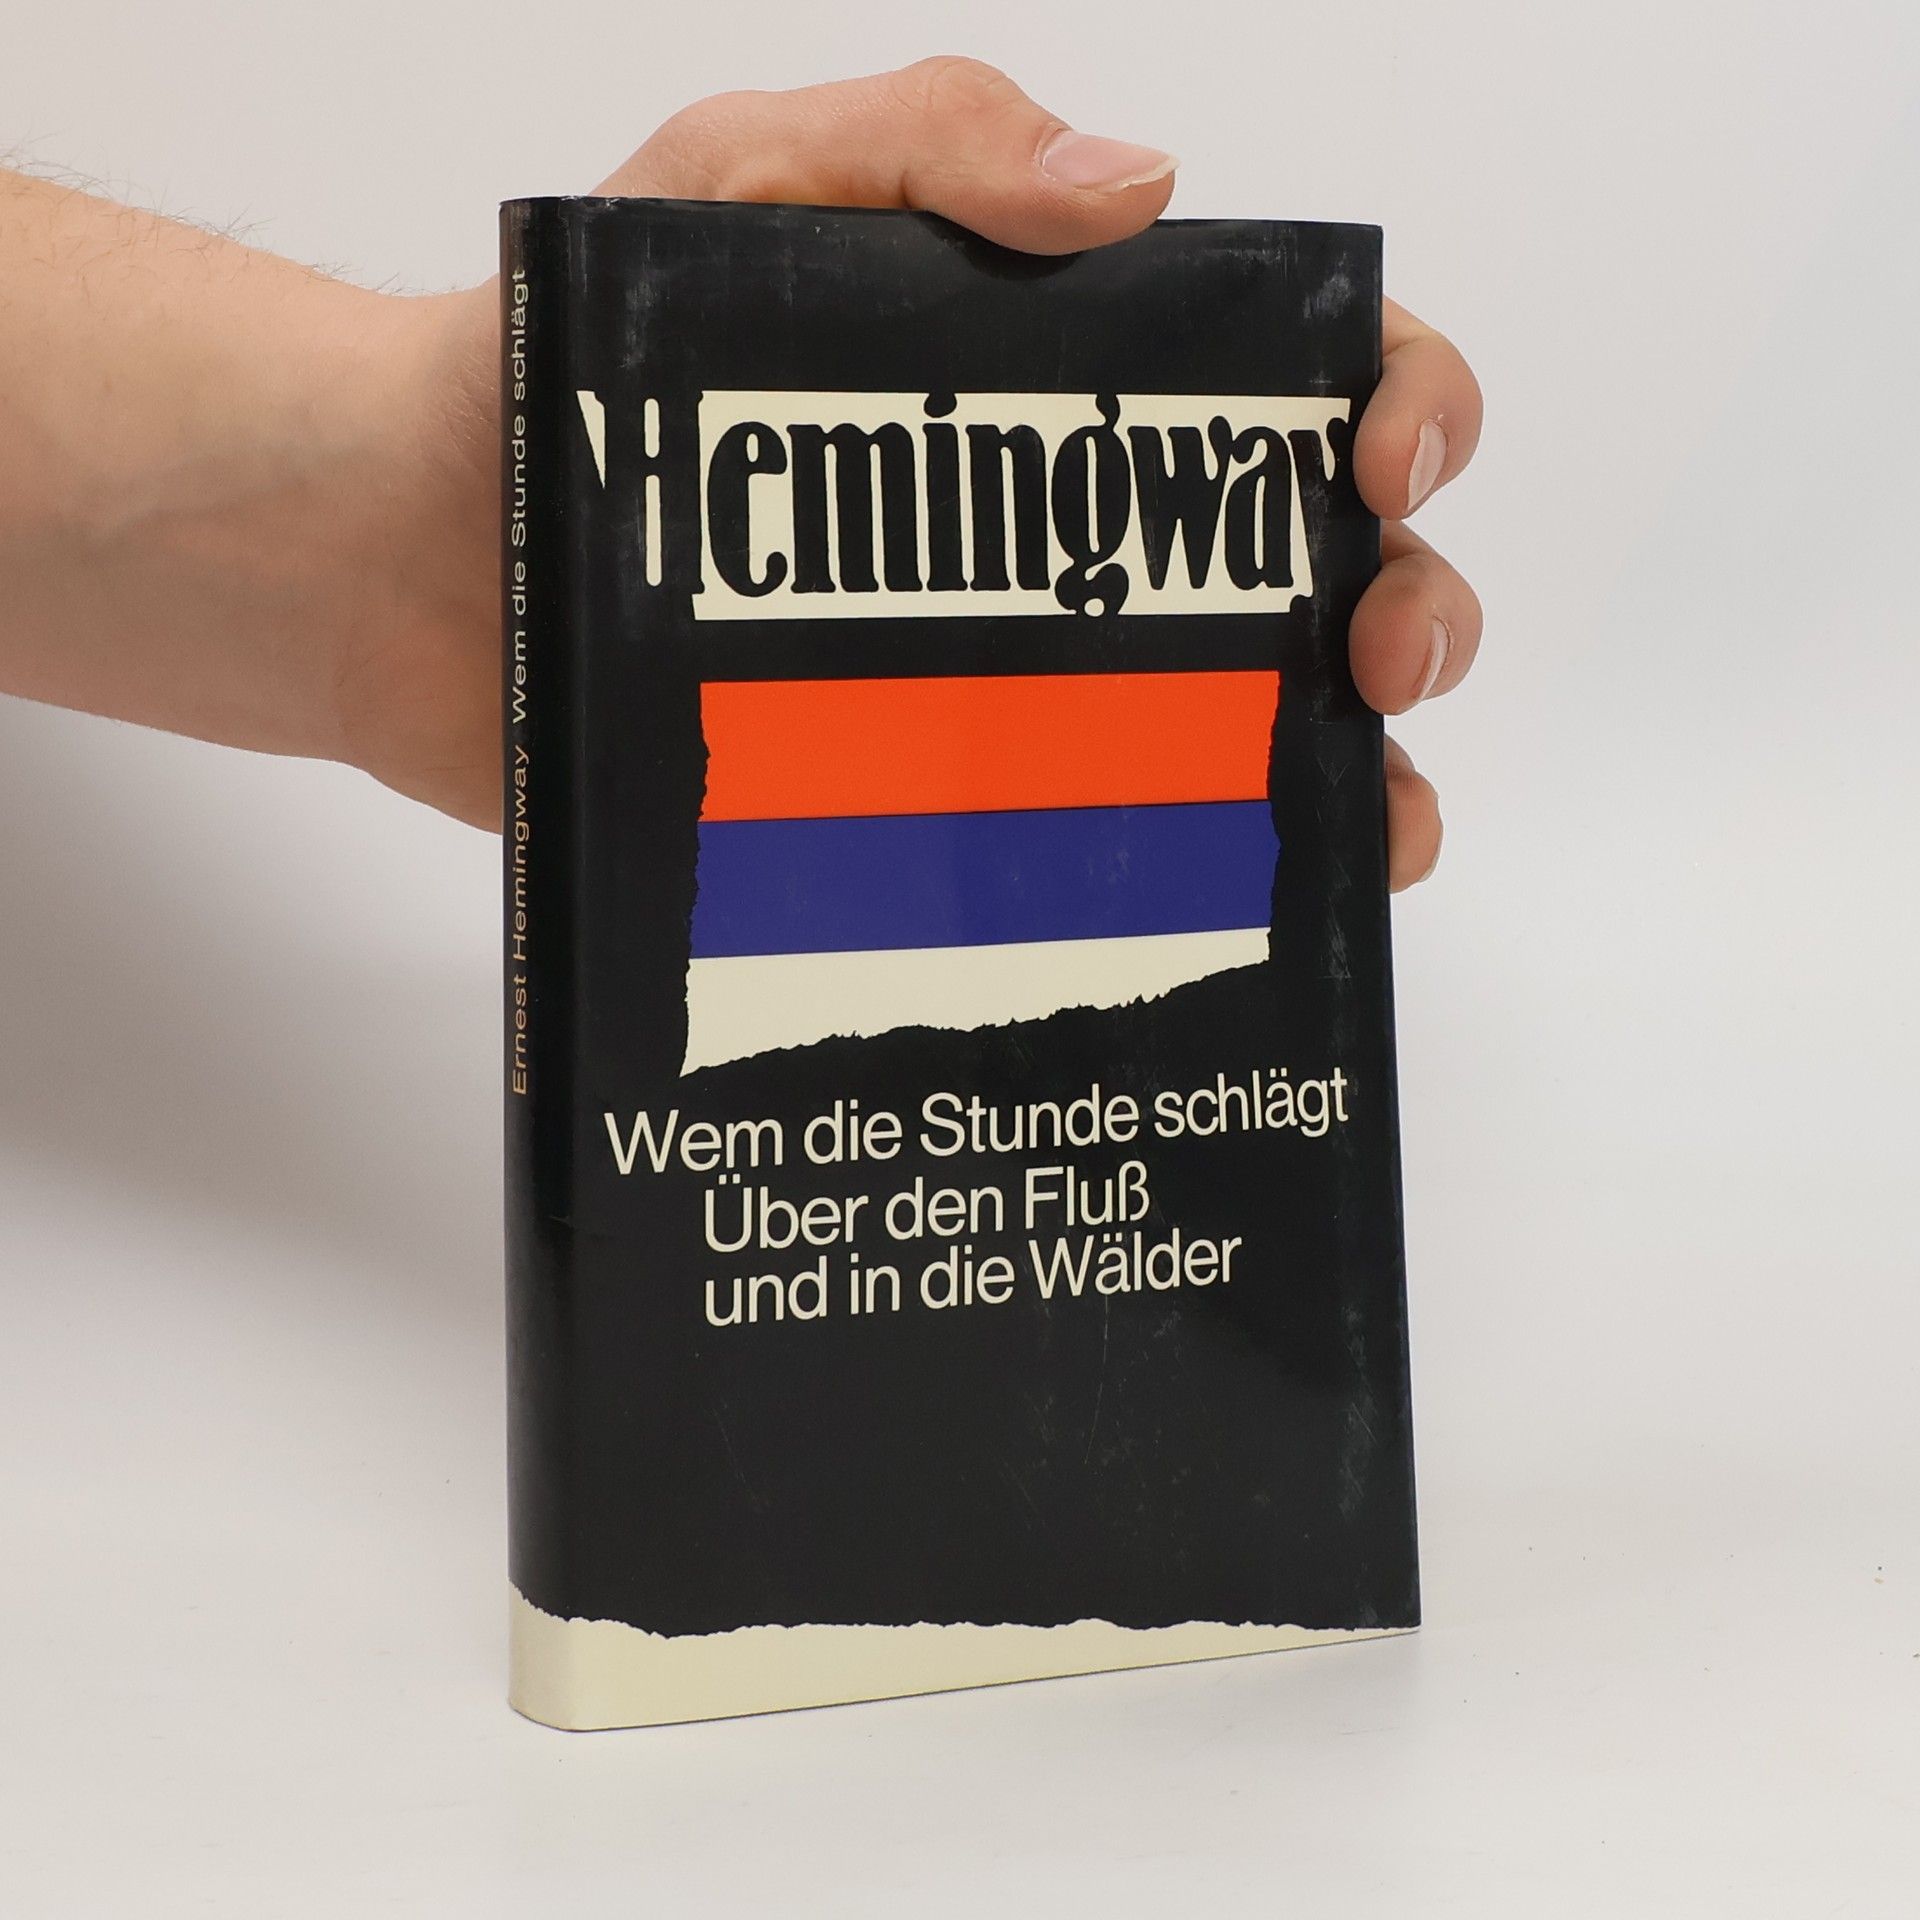 Ernest Hemingway Wem die Stunde schlägt
Hemingway
Wem die Stunde schlägt
Über den Fluß
und in die Wälder